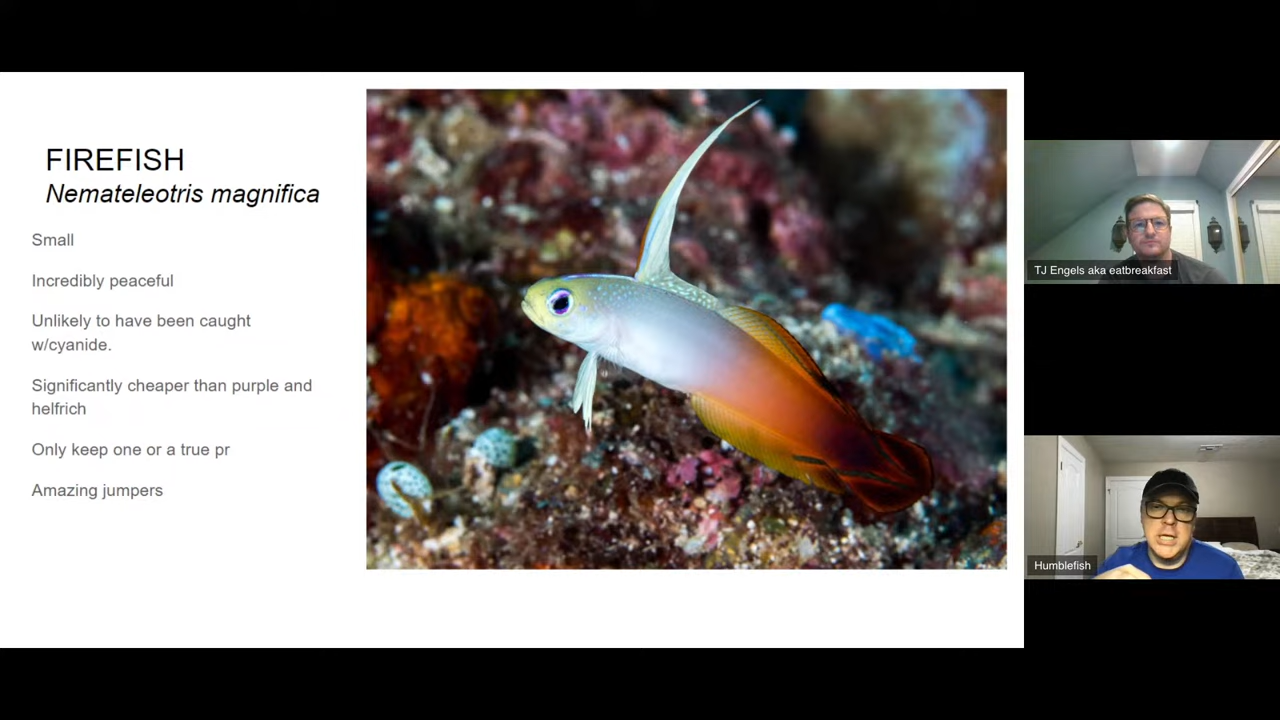 FIREFISH
Nemateleotris magnifica
Small
Incredibly peaceful
Unlikely to have been caught
w/cyanide.
Significantly cheaper than purple and
helfrich
Only keep one or a true pr
Amazing jumpers
TJ Engels aka eatbreakfast
Humblefish